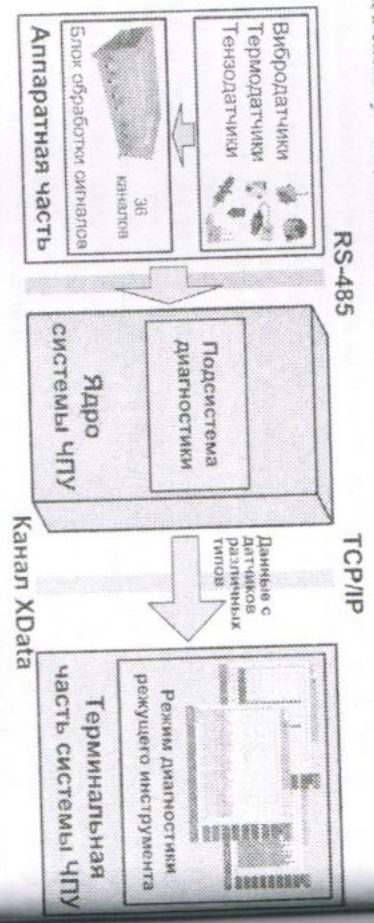 Вибродатчики
Термодатчики
Тензодатчики
36
каналов
Блок обработки сигналов
Аппаратная часть
RS-485
Подсистема
диагностики
Ядро
системы ЧПУ
TCP/IP
Данные с
датчиков
различных
типов
Канал XData
Режим диагностики
режущего инструмента
Терминальная
часть системы ЧПУ